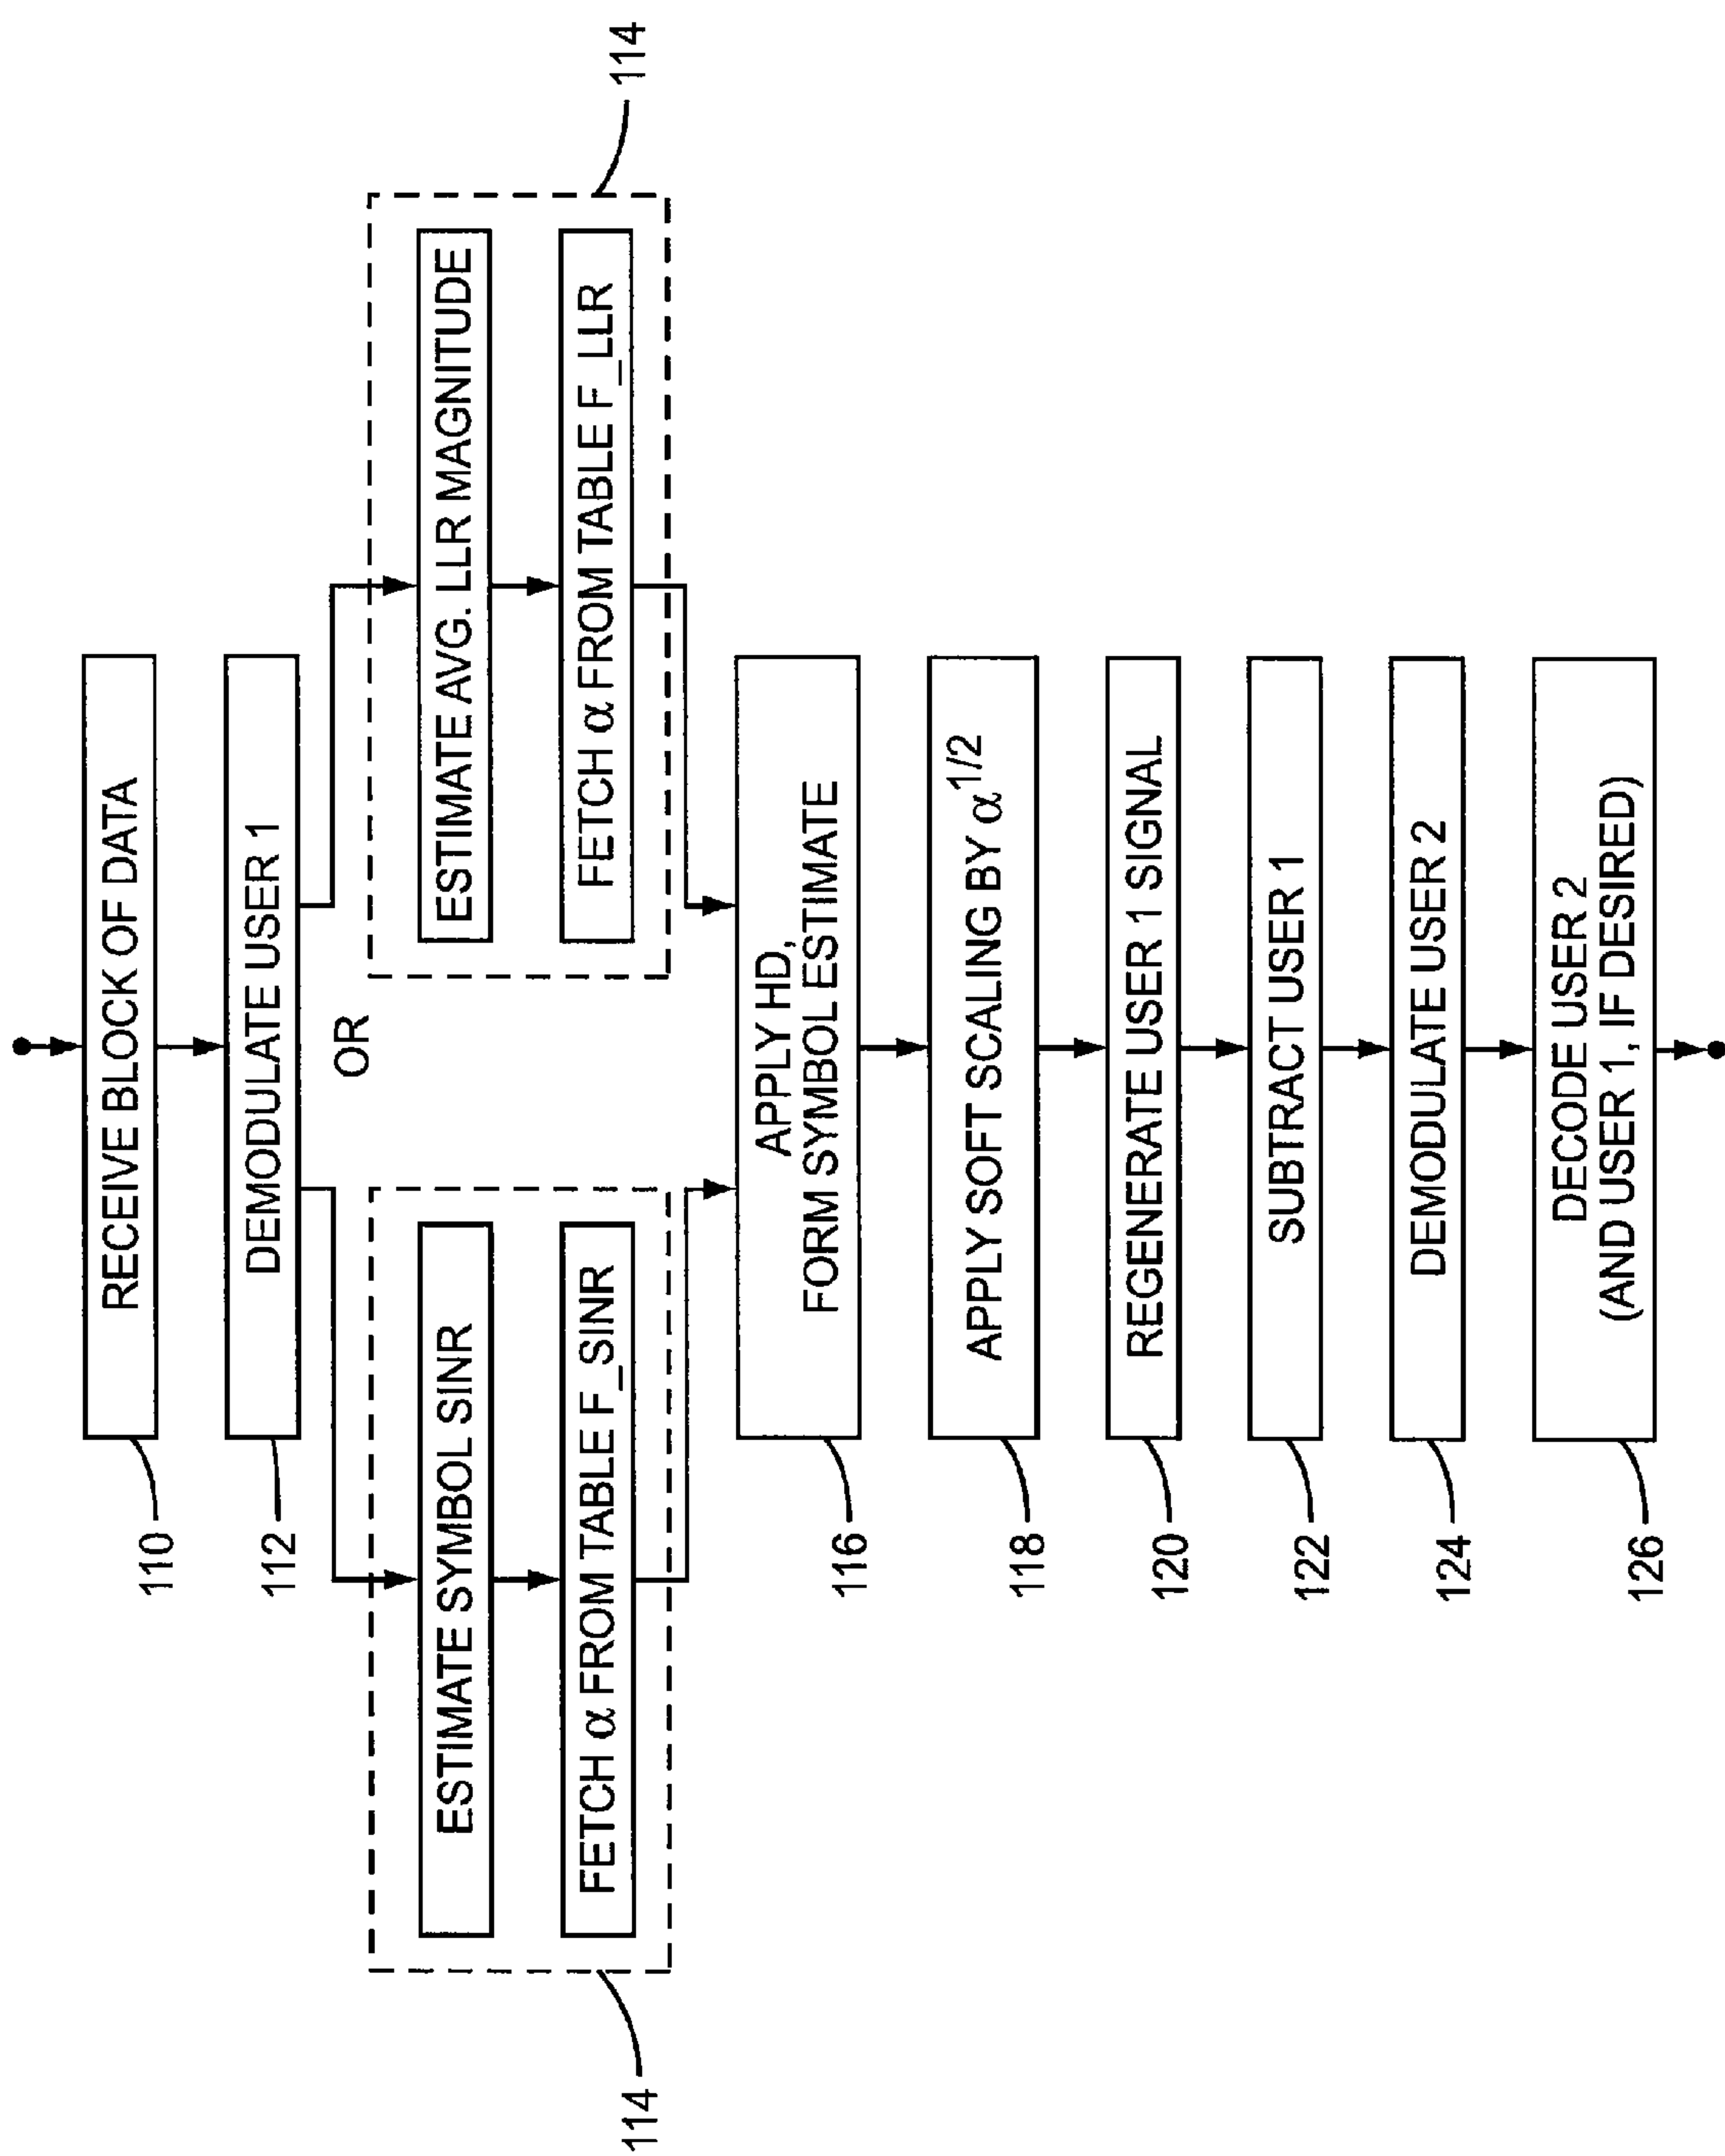 RECEIVE BLOCK OF DATA
110
DEMODULATE USER 1
112
OR
114
ESTIMATE SYMBOL SINR
FETCH α FROM TABLE F_SINR
ESTIMATE AVG. LLR MAGNITUDE
FETCH α FROM TABLE F_LLR
114
APPLY HD,
FORM SYMBOL ESTIMATE
116
APPLY SOFT SCALING BY α^1/2
118
REGENERATE USER 1 SIGNAL
120
SUBTRACT USER 1
122
DEMODULATE USER 2
124
DECODE USER 2
(AND USER 1, IF DESIRED)
126